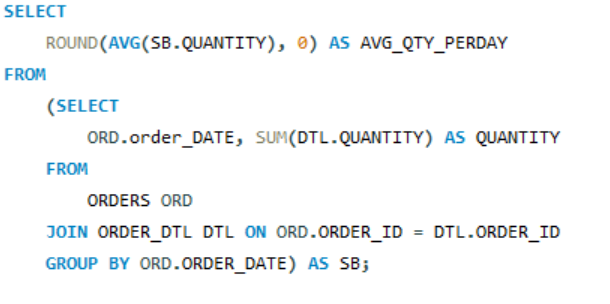 SELECT
ROUND(AVG(SB.QUANTITY), 0) AS AVG_QTY_PERDAY
FROM
(SELECT
ORD.order_DATE, SUM(DTL.QUANTITY) AS QUANTITY
FROM
ORDERS ORD
JOIN ORDER_DTL DTL ON ORD.ORDER_ID = DTL.ORDER_ID
GROUP BY ORD.ORDER_DATE) AS SB;